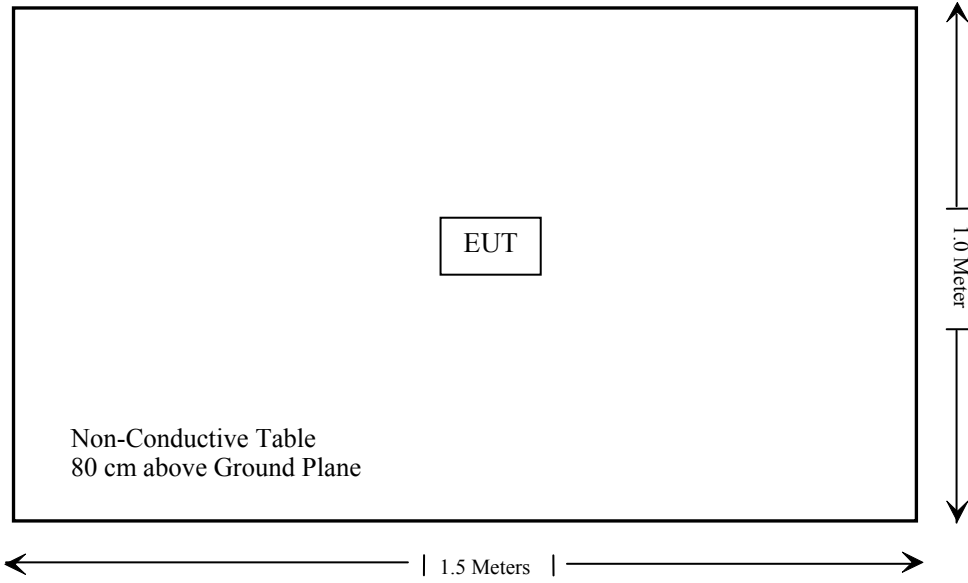 EUT
1.0 Meter
Non-Conductive Table
80 cm above Ground Plane
1.5 Meters